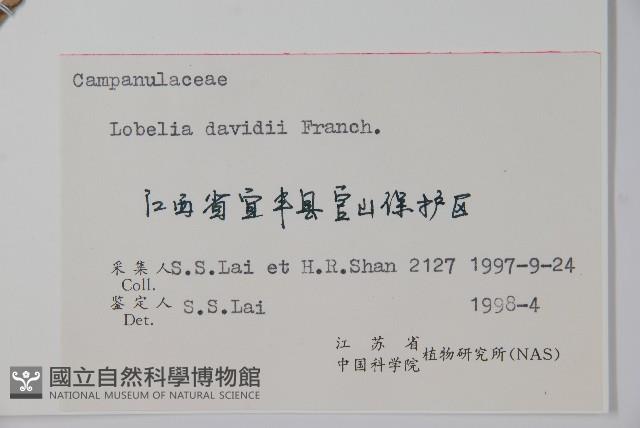 Campanulaceae
Lobelia davidii Franch.
江西省宜丰县官山保护区
采集人 S.S.Lai et H.R.Shan 2127 1997-9-24
Coll.
鉴定人 S.S.Lai 1998-4
Det.
江苏省
中国科学院 植物研究所(NAS)
國立自然科學博物館
NATIONAL MUSEUM OF NATURAL SCIENCE